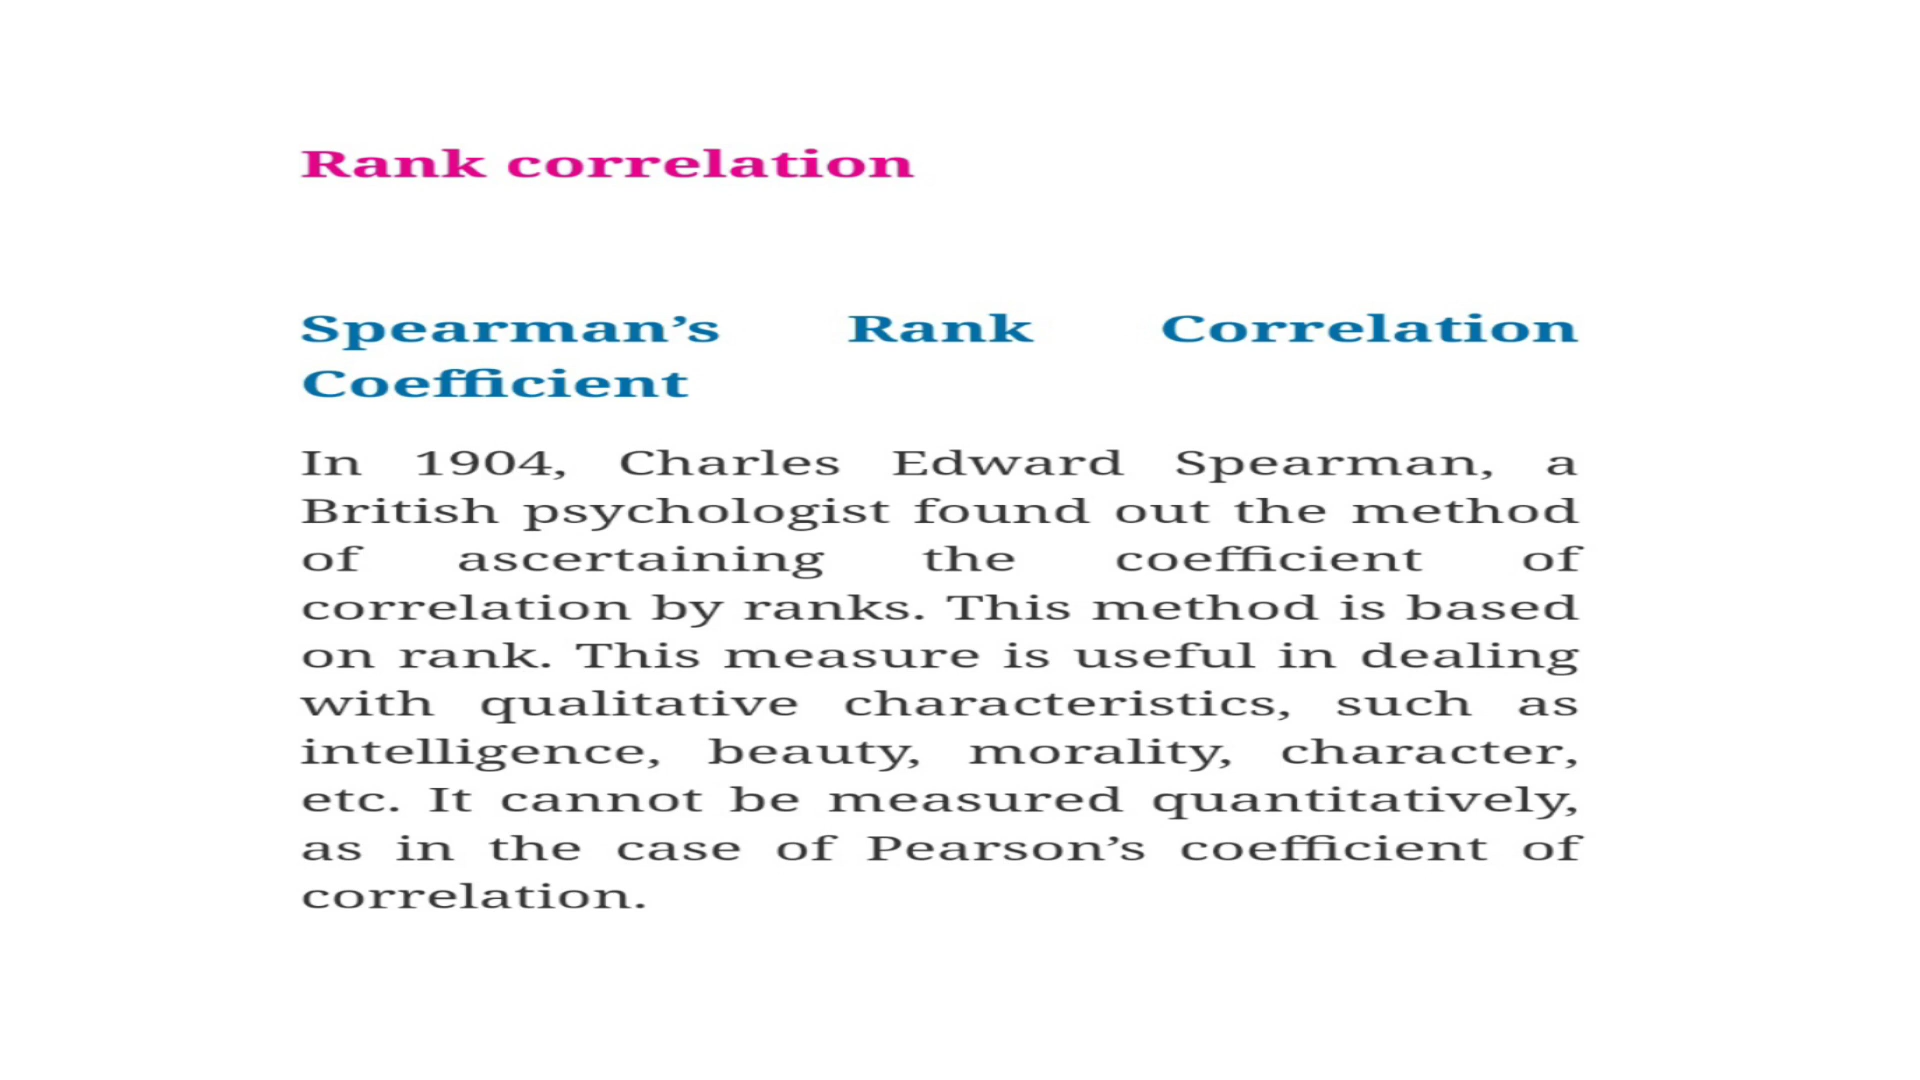 Rank correlation
Spearman’s Rank Correlation
Coefficient
In 1904, Charles Edward Spearman, a
British psychologist found out the method
of ascertaining the coefficient of
correlation by ranks. This method is based
on rank. This measure is useful in dealing
with qualitative characteristics, such as
intelligence, beauty, morality, character,
etc. It cannot be measured quantitatively,
as in the case of Pearson’s coefficient of
correlation.